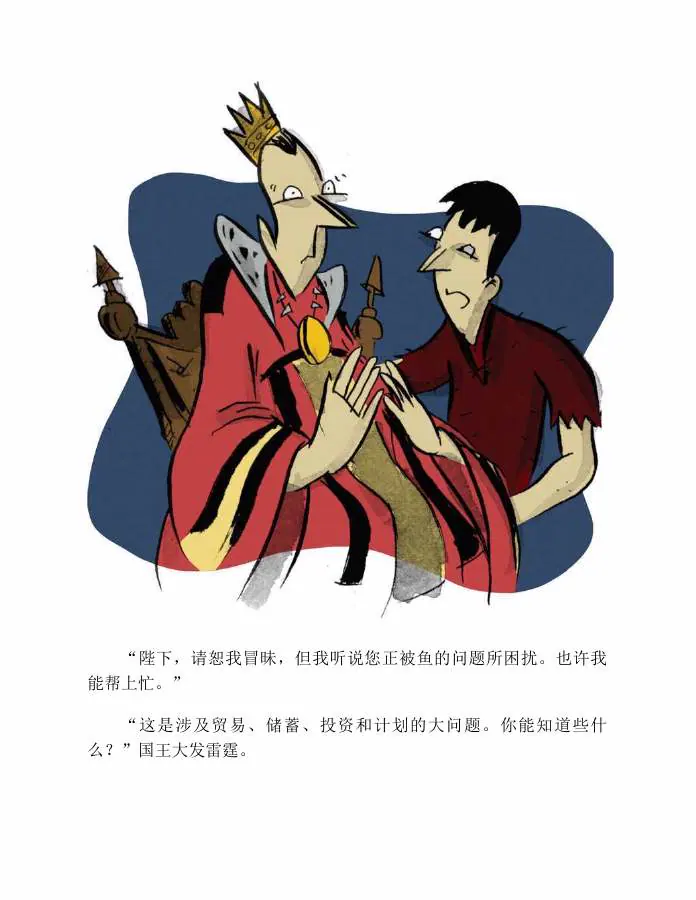 “陛下，请恕我冒昧，但我听说您正被鱼的问题所困扰。也许我
能帮上忙。”
“这是涉及贸易、储蓄、投资和计划的大问题。你能知道些什
么？”国王大发雷霆。